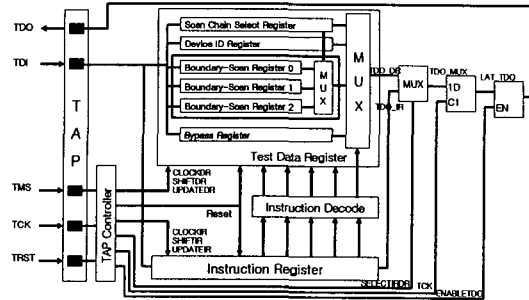 TDO
TDI
TAP
TMS
TCK
TRST
TAP Controller
Scan Chain Select Register
Device ID Register
Boundary-Scan Register 0
Boundary-Scan Register 1
Boundary-Scan Register 2
MUX
Bypass Register
MUX
Test Data Register
CLOCKDR
SHIFTDR
UPDATEDR
Reset
Instruction Decode
CLOCKIR
SHIFTIR
UPDATEIR
Instruction Register
TDO_DR
TDO_IR
MUX
TDO_MUX
1D
C1
LAT_TDO
EN
SELECTIRDR
TCK
ENABLETDO